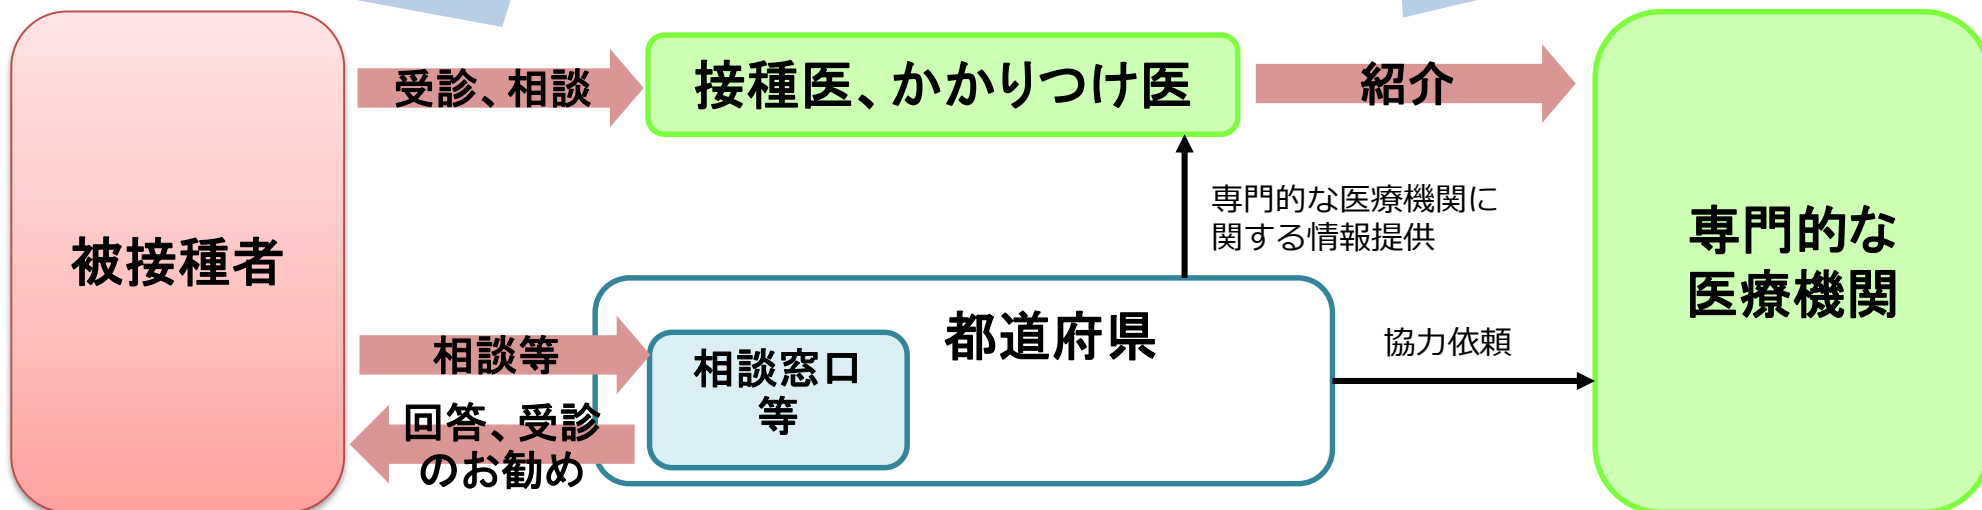 被接種者
受診、相談
接種医、かかりつけ医
紹介
専門的な医療機関に
関する情報提供
専門的な
医療機関
都道府県
相談等
相談窓口
等
回答、受診
のお勧め
協力依頼